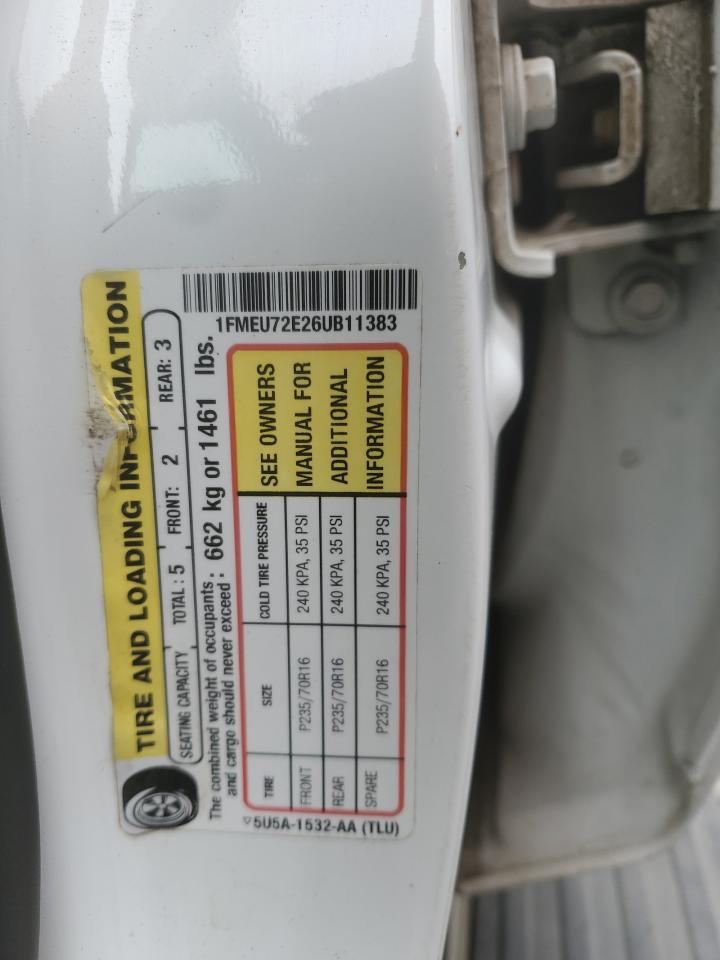 TIRE AND LOADING INFORMATION
SEATING CAPACITY TOTAL : 5 FRONT: 2 REAR: 3
The combined weight of occupants : 662 kg or 1461 lbs.
and cargo should never exceed :
TIRE SIZE COLD TIRE PRESSURE SEE OWNERS
FRONT P235/70R16 240 KPA, 35 PSI MANUAL FOR
REAR P235/70R16 240 KPA, 35 PSI ADDITIONAL
SPARE P235/70R16 240 KPA, 35 PSI INFORMATION
5U5A-1532-AA (TLU) 1FMEU72E26UB11383